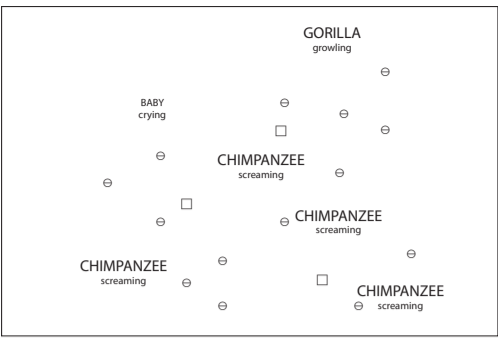 GORILLA
growling
BABY
crying
CHIMPANZEE
screaming
CHIMPANZEE
screaming
CHIMPANZEE
screaming
CHIMPANZEE
screaming